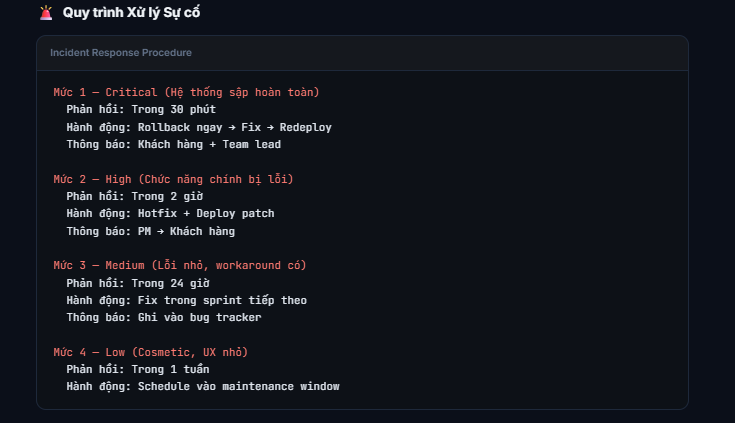 🚨 Quy trình Xử lý Sự cố
Incident Response Procedure
Mức 1 — Critical (Hệ thống sập hoàn toàn)
Phản hồi: Trong 30 phút
Hành động: Rollback ngay → Fix → Redeploy
Thông báo: Khách hàng + Team lead
Mức 2 — High (Chức năng chính bị lỗi)
Phản hồi: Trong 2 giờ
Hành động: Hotfix + Deploy patch
Thông báo: PM → Khách hàng
Mức 3 — Medium (Lỗi nhỏ, workaround có)
Phản hồi: Trong 24 giờ
Hành động: Fix trong sprint tiếp theo
Thông báo: Ghi vào bug tracker
Mức 4 — Low (Cosmetic, UX nhỏ)
Phản hồi: Trong 1 tuần
Hành động: Schedule vào maintenance window